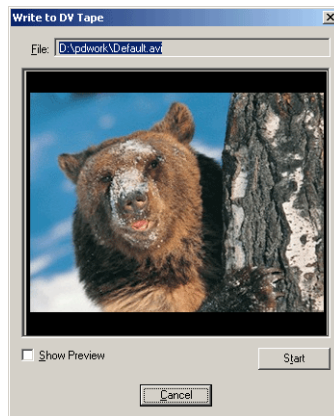 Write to DV Tape
File: D:\pdwork\Default.avi
Show Preview
Start
Cancel